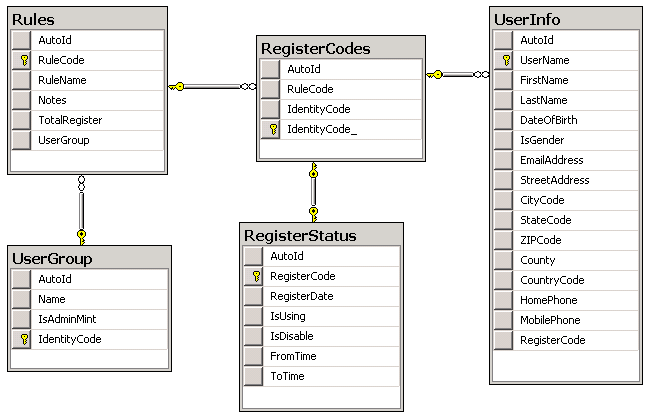 Rules
AutoId
RuleCode
RuleName
Notes
TotalRegister
UserGroup
RegisterCodes
AutoId
RuleCode
IdentityCode
IdentityCode_
UserInfo
AutoId
UserName
FirstName
LastName
DateOfBirth
IsGender
EmailAddress
StreetAddress
CityCode
StateCode
ZIPCode
County
CountryCode
HomePhone
MobilePhone
RegisterCode
UserGroup
AutoId
Name
IsAdminMint
IdentityCode
RegisterStatus
AutoId
RegisterCode
RegisterDate
IsUsing
IsDisable
FromTime
ToTime